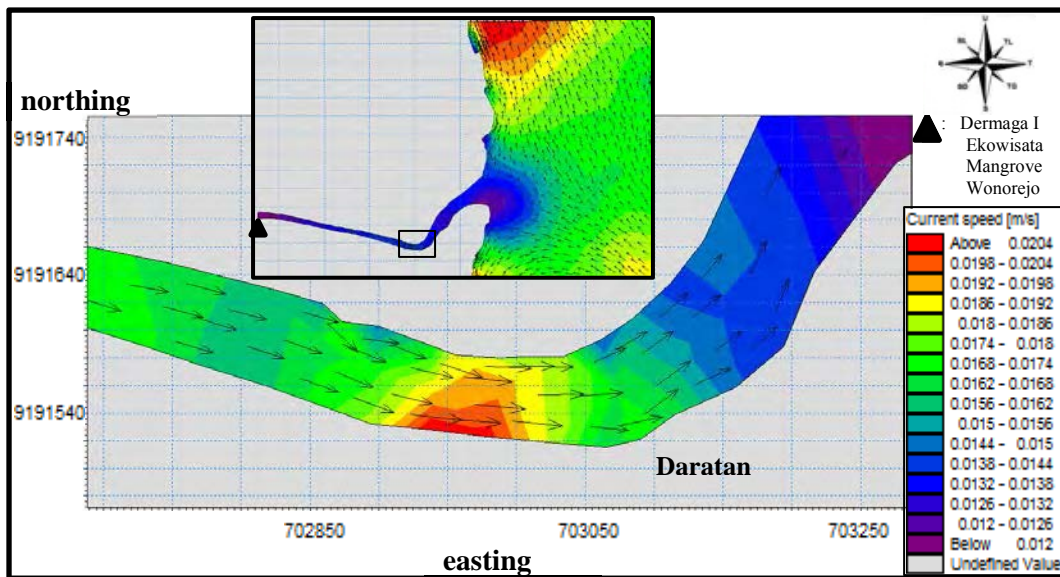 northing
9191740
9191640
9191540
702850
703050
703250
easting
Daratan
U
TL
T
TG
S
BD
B
BL
: Dermaga I
Ekowisata
Mangrove
Wonorejo
Current speed [m/s]
Above 0.0204
0.0198 - 0.0204
0.0192 - 0.0198
0.0186 - 0.0192
0.018 - 0.0186
0.0174 - 0.018
0.0168 - 0.0174
0.0162 - 0.0168
0.0156 - 0.0162
0.015 - 0.0156
0.0144 - 0.015
0.0138 - 0.0144
0.0132 - 0.0138
0.0126 - 0.0132
0.012 - 0.0126
Below 0.012
Undefined Value